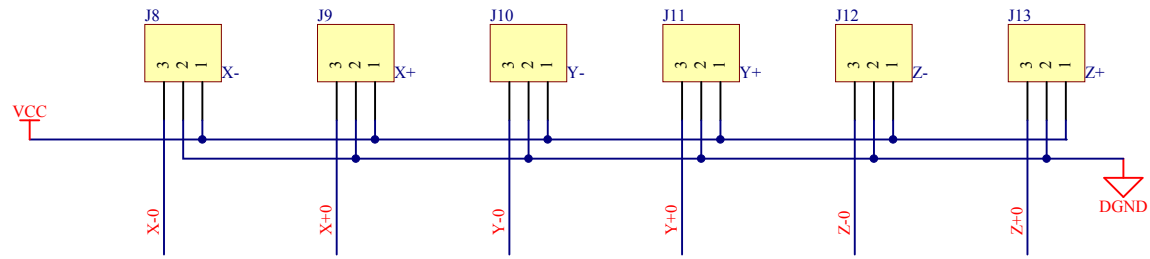 J8 J9 J10 J11 J12 J13
3 2 1 X- 3 2 1 X+ 3 2 1 Y- 3 2 1 Y+ 3 2 1 Z- 3 2 1 Z+
VCC
DGND
X-0 X+0 Y-0 Y+0 Z-0 Z+0